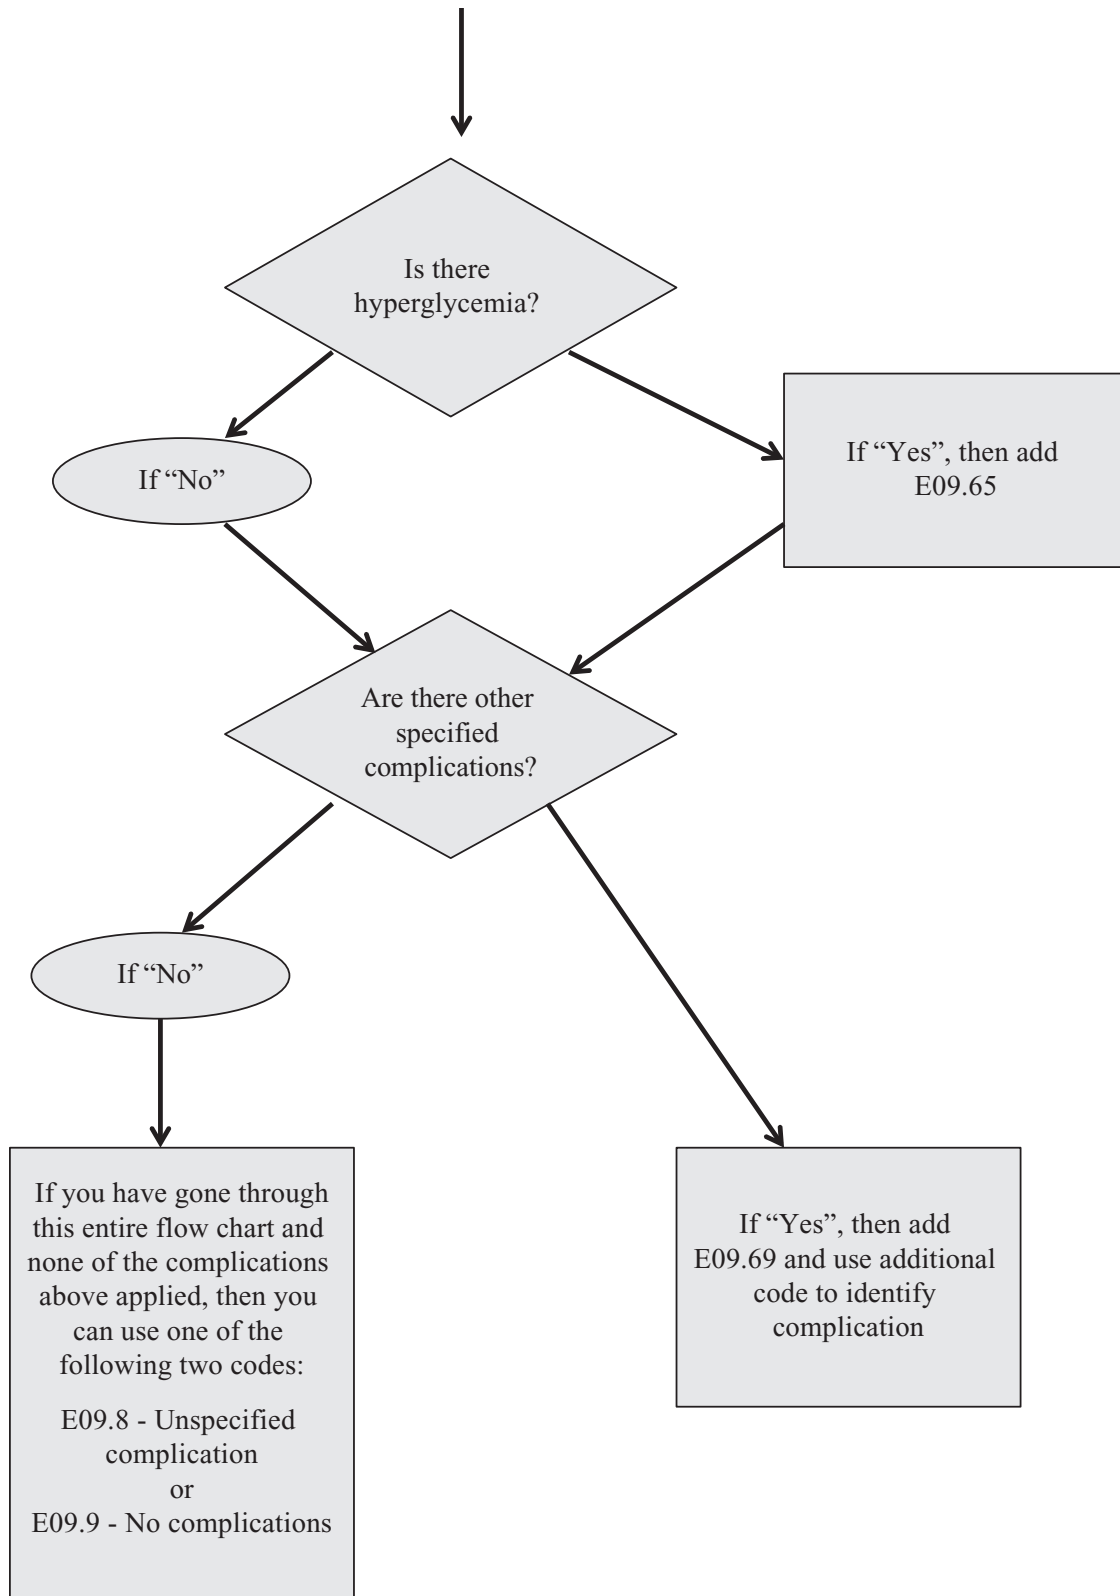 Is there
hyperglycemia?
If “No”
If “Yes”, then add
E09.65
Are there other
specified
complications?
If “No”
If you have gone through
this entire flow chart and
none of the complications
above applied, then you
can use one of the
following two codes:
E09.8 - Unspecified
complication
or
E09.9 - No complications
If “Yes”, then add
E09.69 and use additional
code to identify
complication